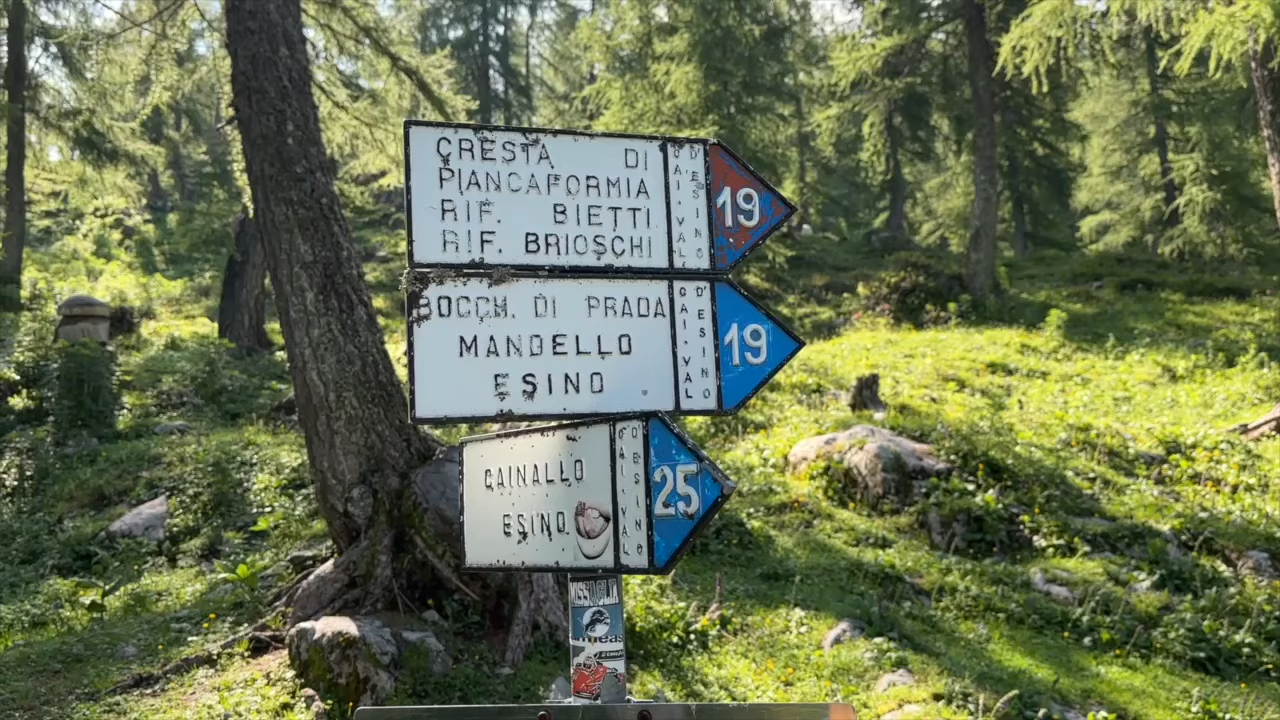 CRESTA DI
PIANCAFORMIA
RIF. BIETTI
RIF. BRIOSCHI
C.A.I. VAL
D'ESINO
19
BOCCH. DI PRADA
MANDELLO
ESINO
C.A.I. VAL
D'ESINO
19
CAINALLO
ESINO
C.A.I. VAL
D'ESINO
25
MISSAGLIA